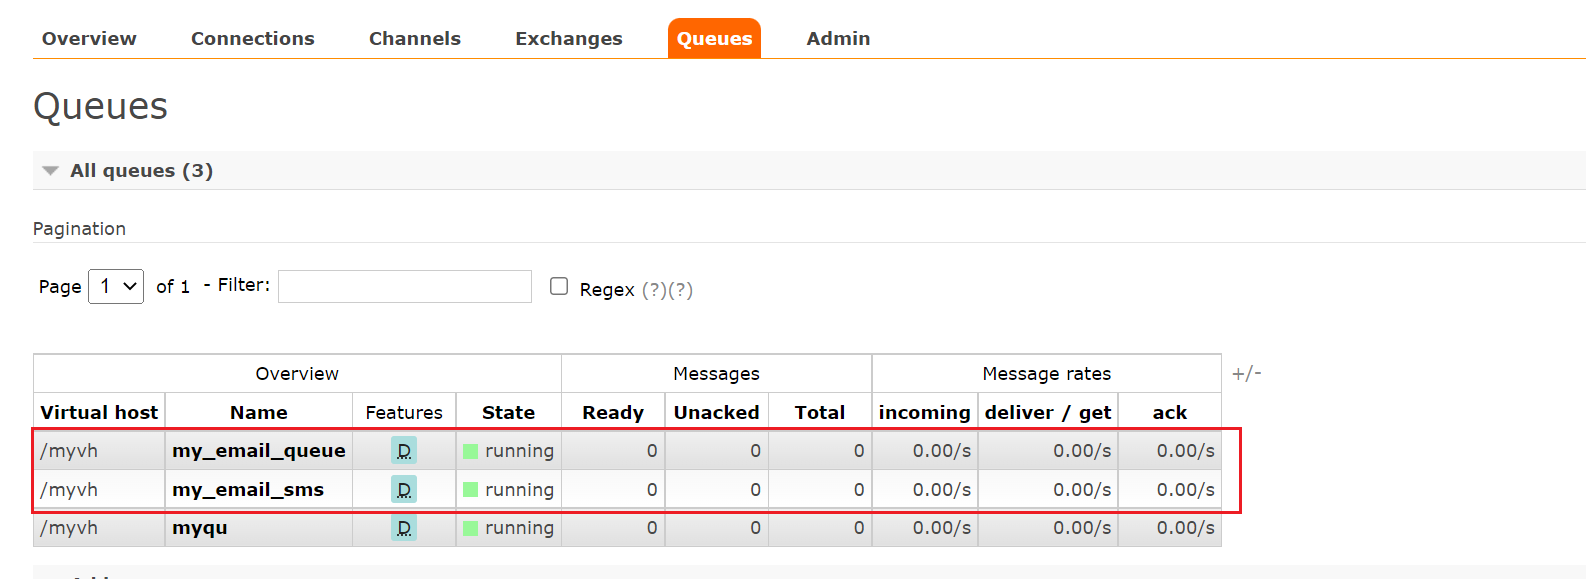 Overview Connections Channels Exchanges Queues Admin
Queues
All queues (3)
Pagination
Page 1 of 1 - Filter: Regex (?)(?)
Overview Messages Message rates +/-
Virtual host Name Features State Ready Unacked Total incoming deliver / get ack
/myvh my_email_queue D running 0 0 0 0.00/s 0.00/s 0.00/s
/myvh my_email_sms D running 0 0 0 0.00/s 0.00/s 0.00/s
/myvh myqu D running 0 0 0 0.00/s 0.00/s 0.00/s